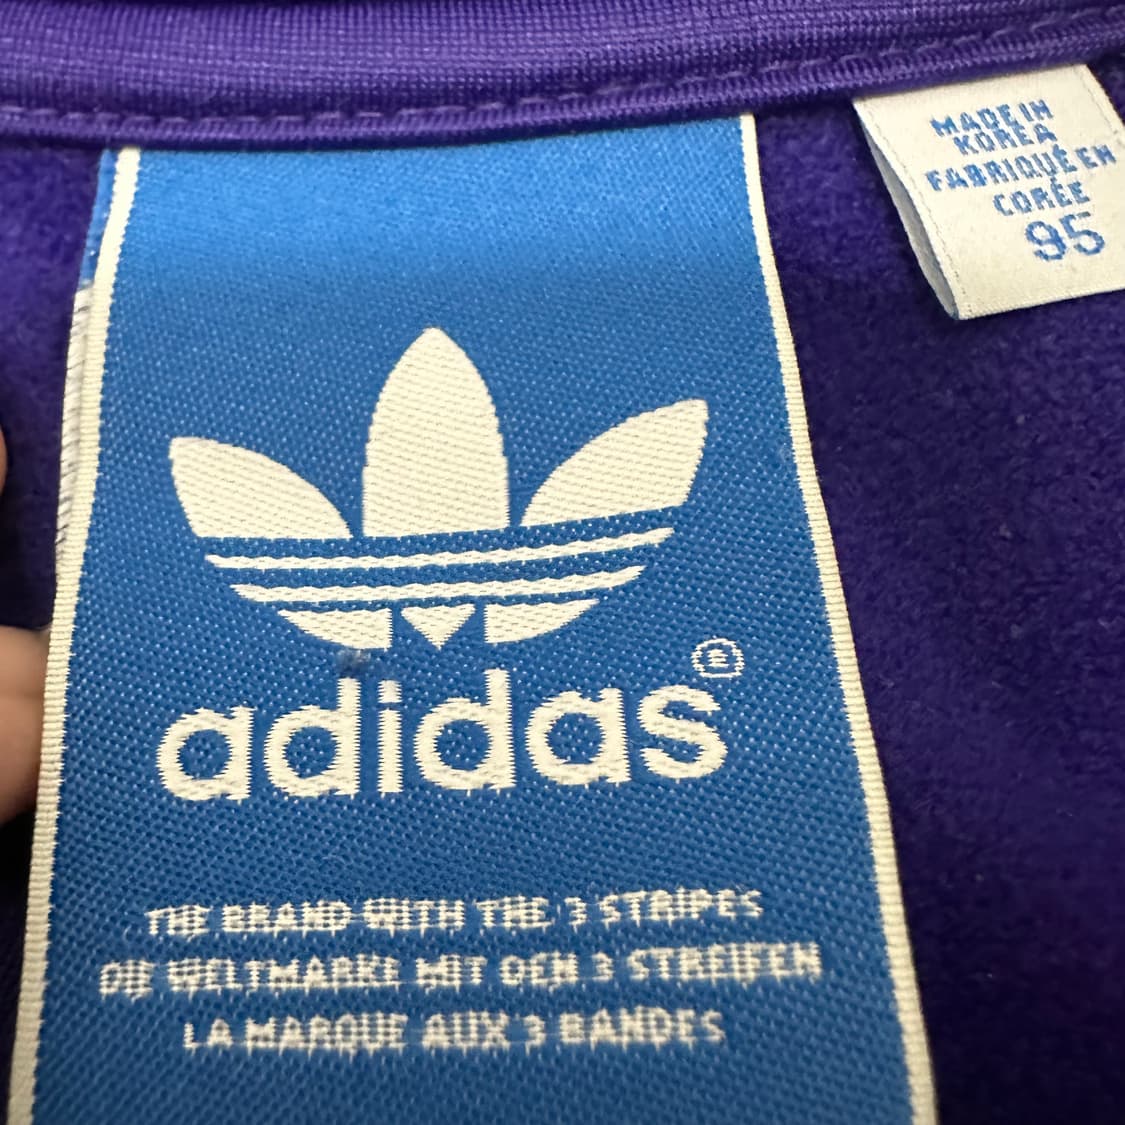 MADE IN
KOREA
FABRIQUÉ EN
CORÉE
95
adidas®
THE BRAND WITH THE 3 STRIPES
DIE WELTMARKE MIT DEN 3 STREIFEN
LA MARQUE AUX 3 BANDES